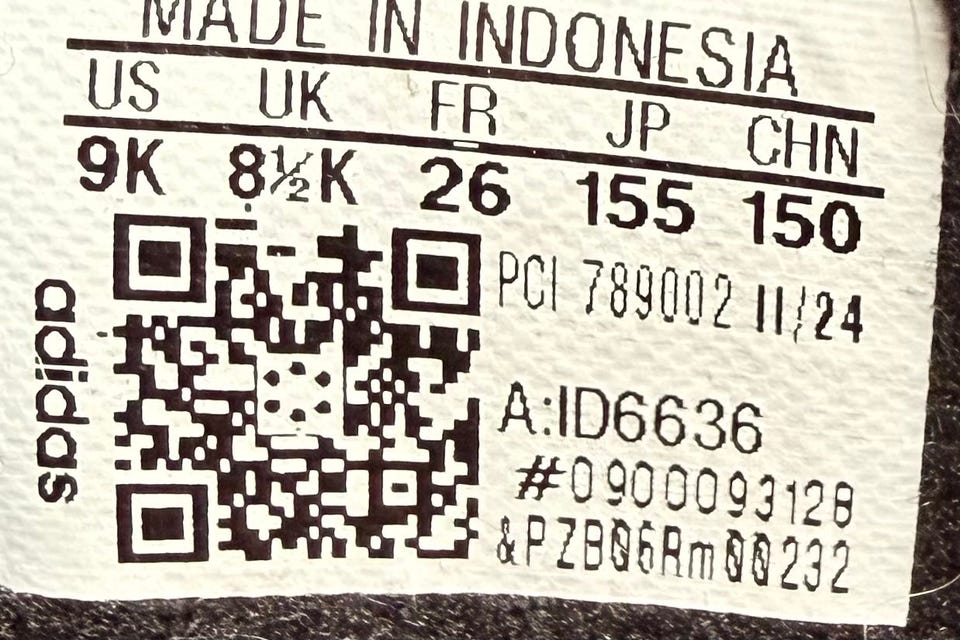 MADE IN INDONESIA
US UK FR JP CHN
9K 8½K 26 155 150
PCI 789002 11/24
adidas
A:ID6636
#0900093128
&PZB06Rm00232